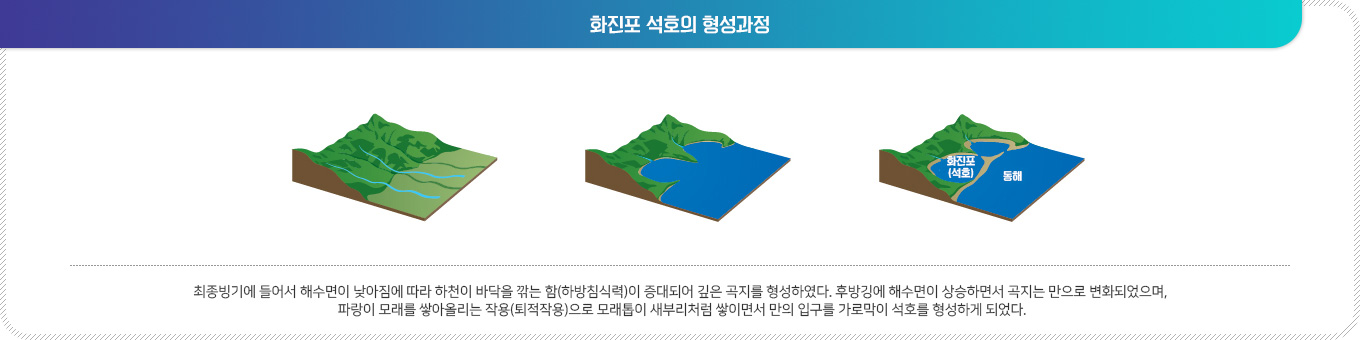 화진포 석호의 형성과정
화진포
(석호)
동해
최종빙기에 들어서 해수면이 낮아짐에 따라 하천이 바닥을 깎는 함(하방침식력)이 증대되어 깊은 곡지를 형성하였다. 후방깅에 해수면이 상승하면서 곡지는 만으로 변화되었으며,
파랑이 모래를 쌓아올리는 작용(퇴적작용)으로 모래톱이 새부리처럼 쌓이면서 만의 입구를 가로막이 석호를 형성하게 되었다.